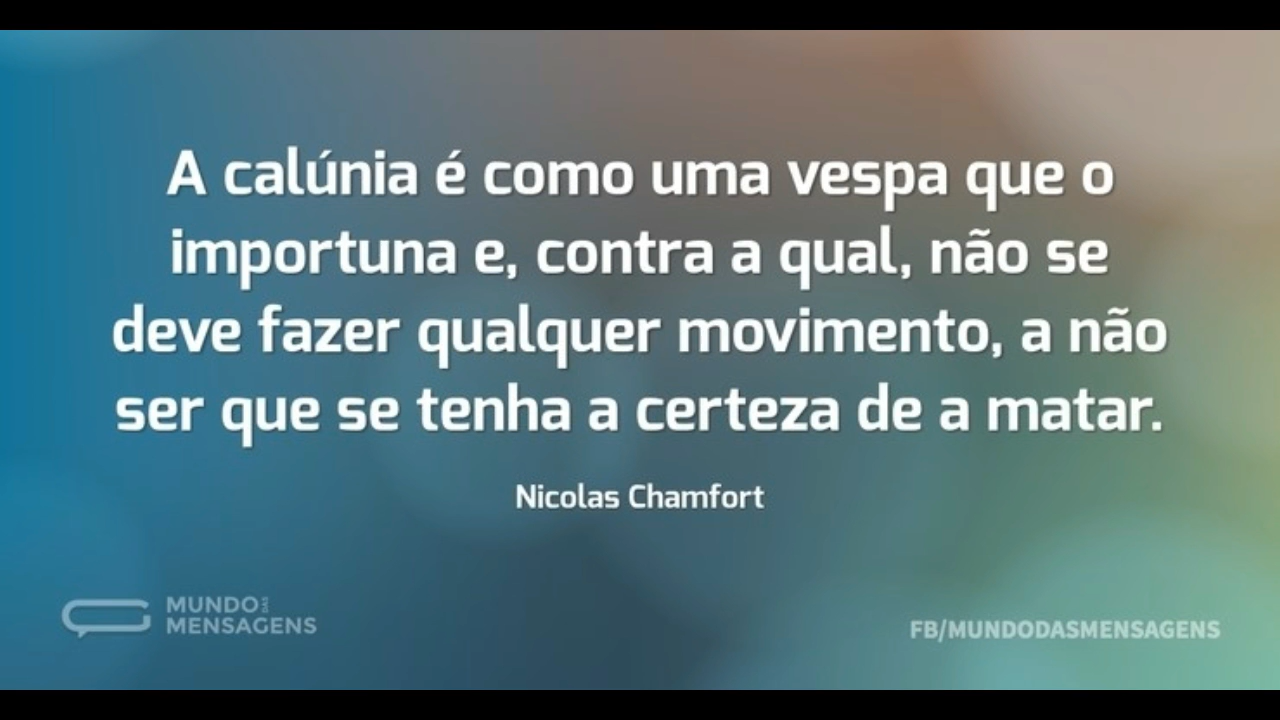 A calúnia é como uma vespa que o
importuna e, contra a qual, não se
deve fazer qualquer movimento, a não
ser que se tenha a certeza de a matar.
Nicolas Chamfort
MUNDO DAS
MENSAGENS
FB/MUNDODASMENSAGENS